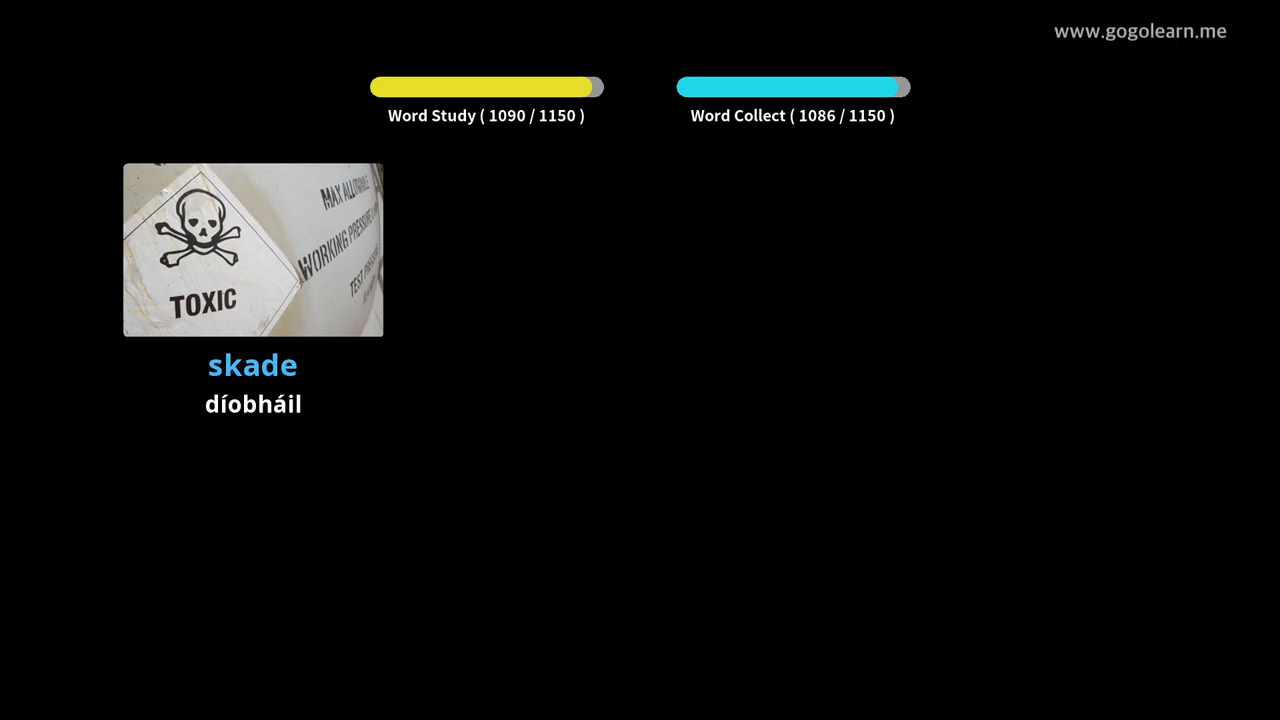 www.gogolearn.me
Word Study ( 1090 / 1150 )
Word Collect ( 1086 / 1150 )
MAX ALLOWABLE
WORKING PRESSURE
TEST
TOXIC
skade
díobháil